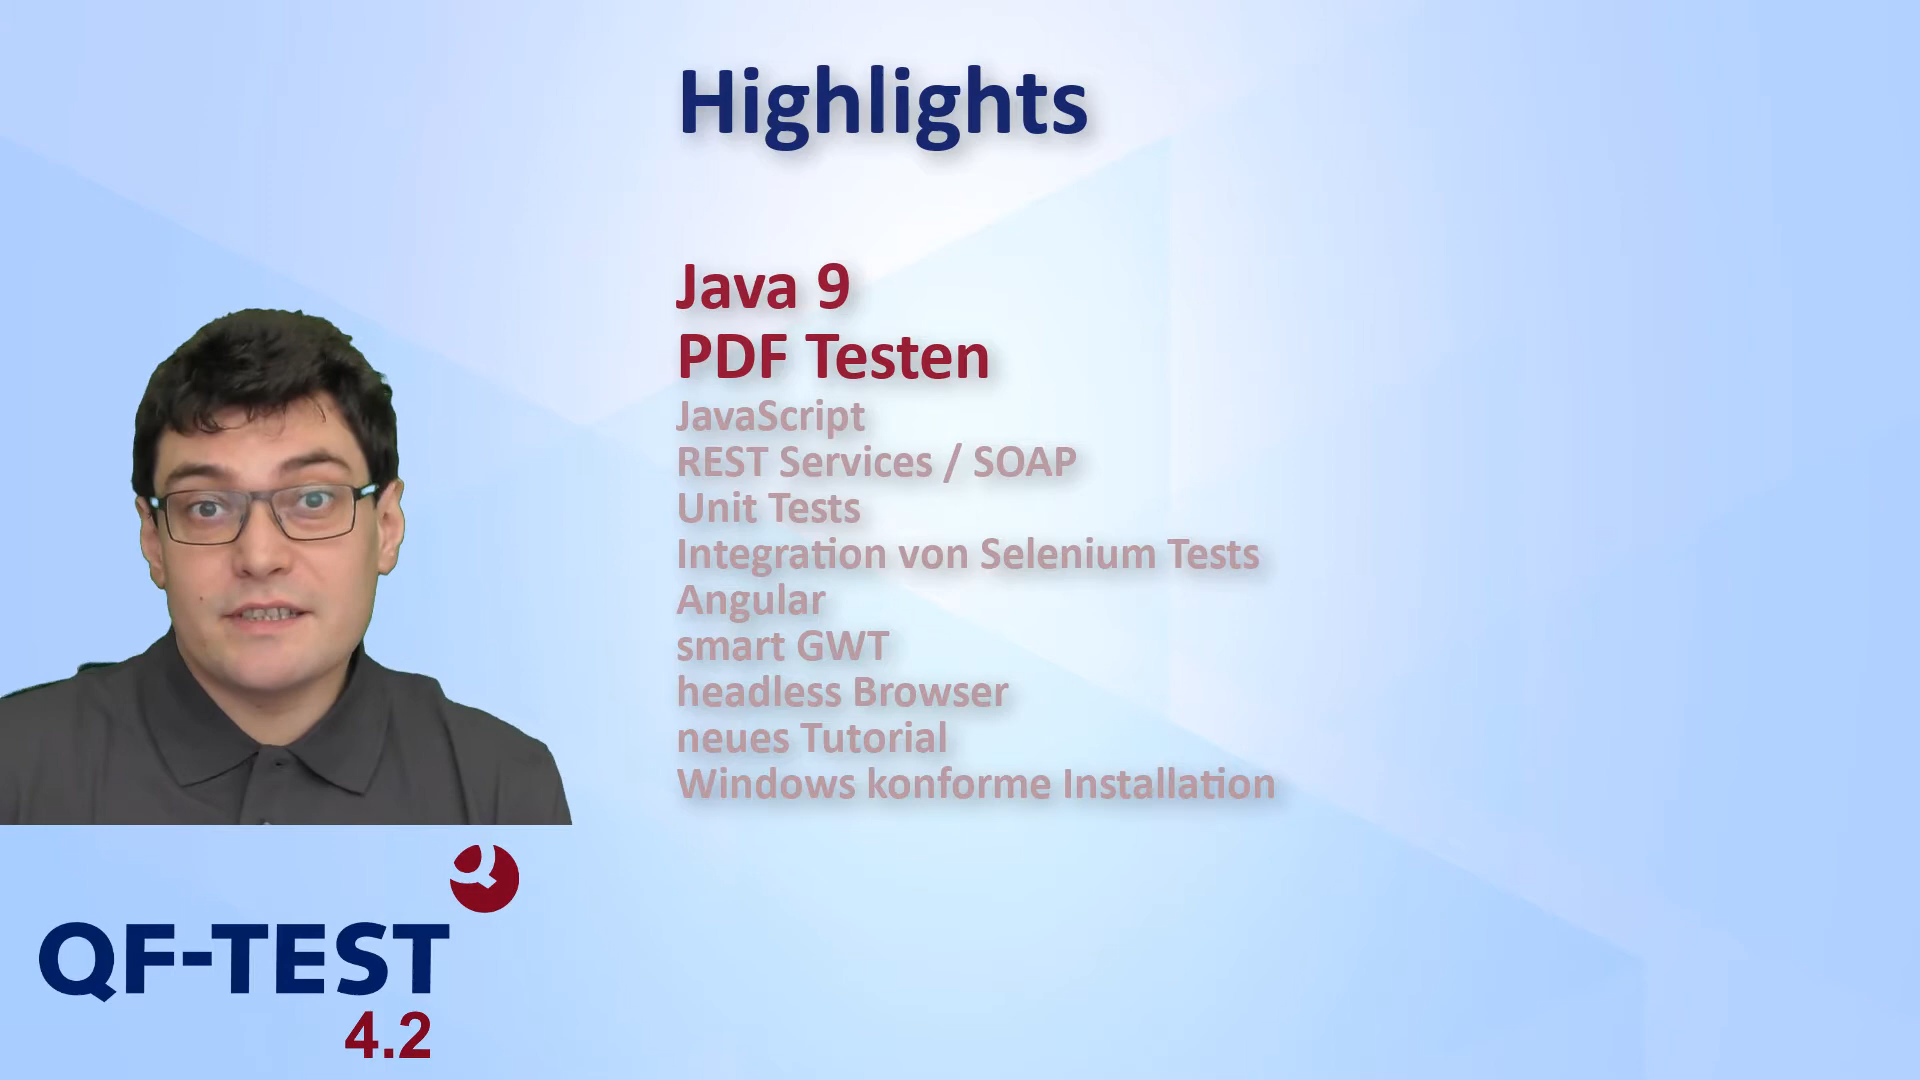 Highlights
Java 9
PDF Testen
JavaScript
REST Services / SOAP
Unit Tests
Integration von Selenium Tests
Angular
smart GWT
headless Browser
neues Tutorial
Windows konforme Installation
QF-TEST
4.2